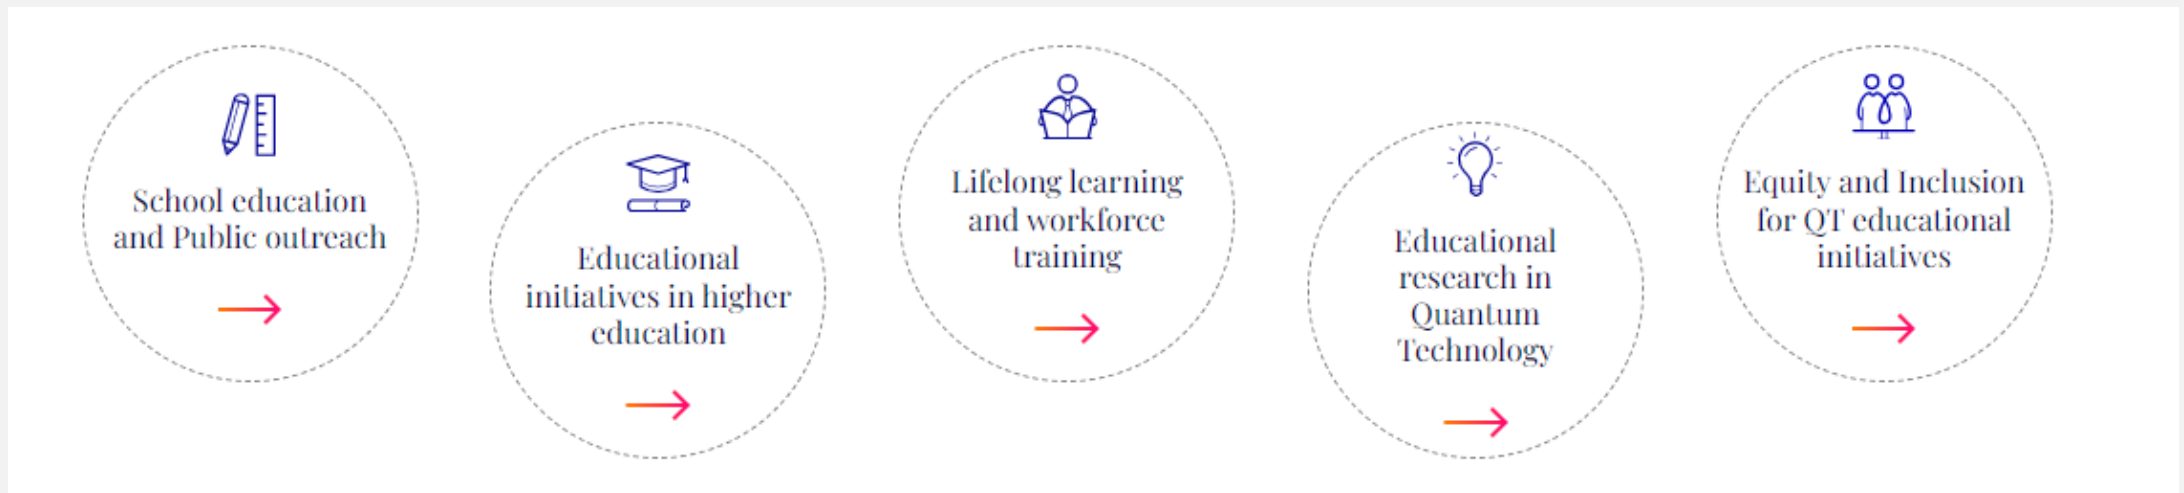 School education
and Public outreach
Educational
initiatives in higher
education
Lifelong learning
and workforce
training
Educational
research in
Quantum
Technology
Equity and Inclusion
for QT educational
initiatives